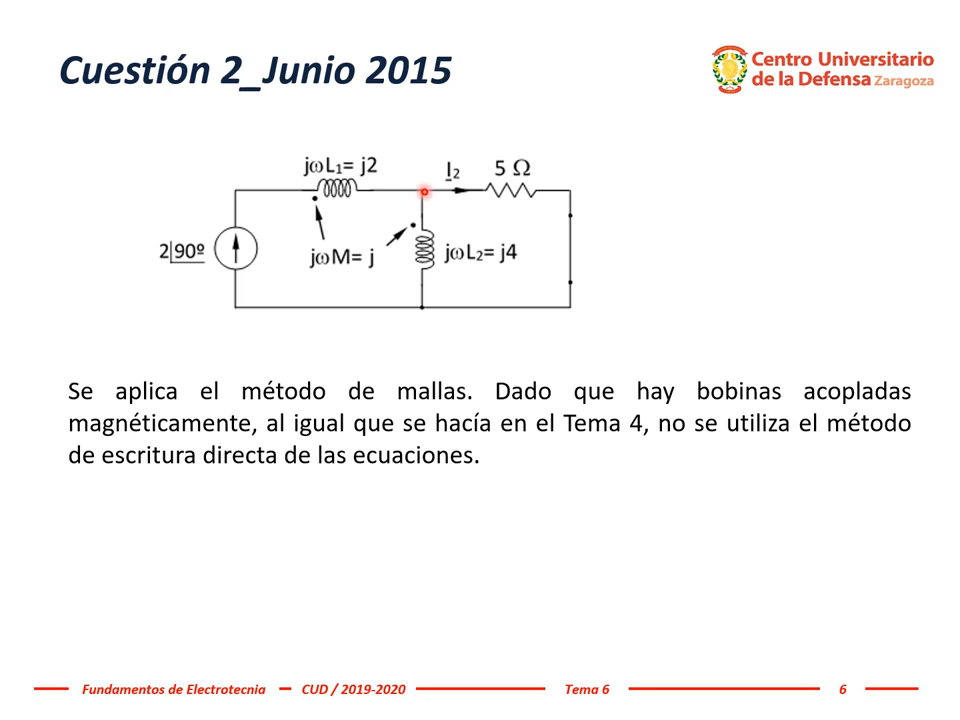 Cuestión 2_Junio 2015
Centro Universitario
de la Defensa Zaragoza
jωL1= j2
I2
5 Ω
2|90º
jωM= j
jωL2= j4
Se aplica el método de mallas. Dado que hay bobinas acopladas
magnéticamente, al igual que se hacía en el Tema 4, no se utiliza el método
de escritura directa de las ecuaciones.
Fundamentos de Electrotecnia
CUD / 2019-2020
Tema 6
6